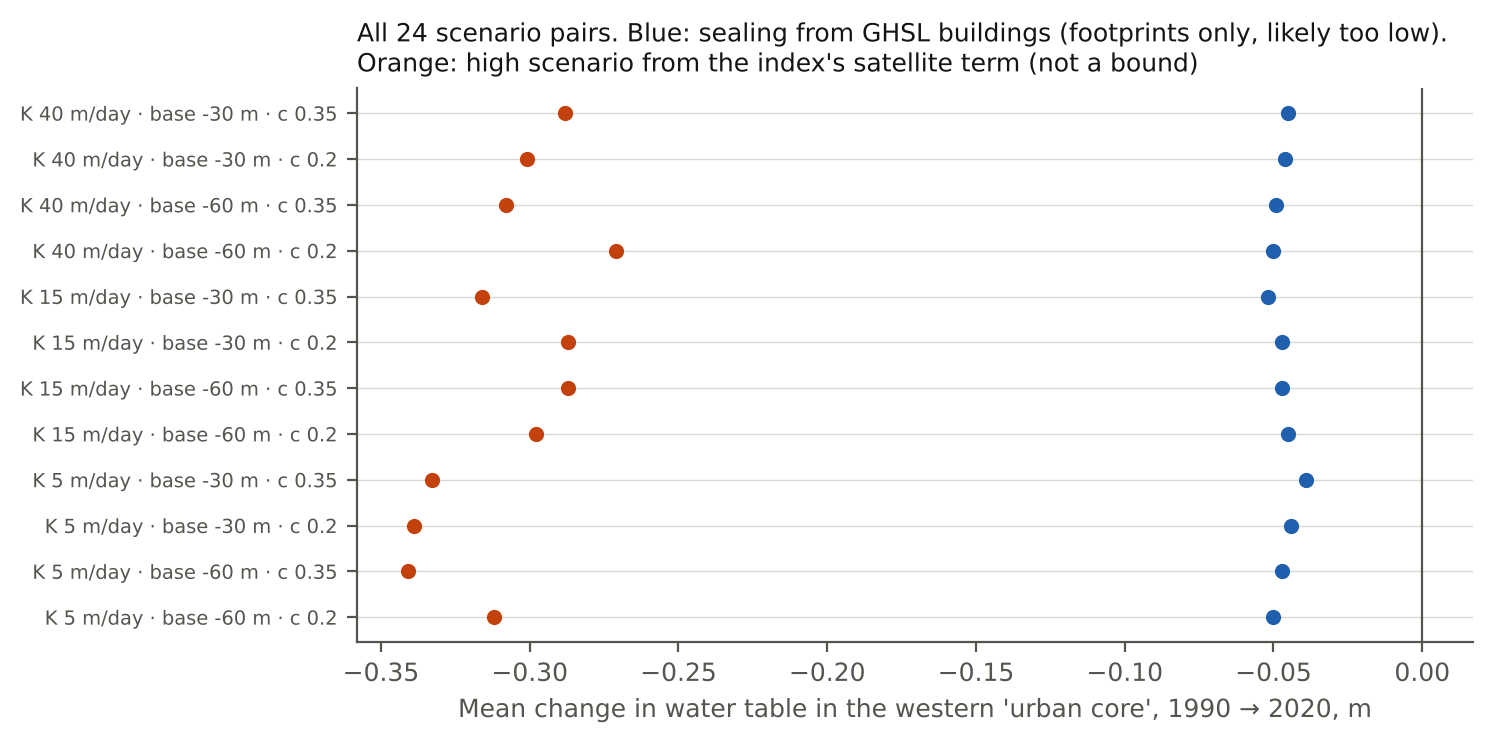 All 24 scenario pairs. Blue: sealing from GHSL buildings (footprints only, likely too low).
Orange: high scenario from the index's satellite term (not a bound)
K 40 m/day · base -30 m · c 0.35
K 40 m/day · base -30 m · c 0.2
K 40 m/day · base -60 m · c 0.35
K 40 m/day · base -60 m · c 0.2
K 15 m/day · base -30 m · c 0.35
K 15 m/day · base -30 m · c 0.2
K 15 m/day · base -60 m · c 0.35
K 15 m/day · base -60 m · c 0.2
K 5 m/day · base -30 m · c 0.35
K 5 m/day · base -30 m · c 0.2
K 5 m/day · base -60 m · c 0.35
K 5 m/day · base -60 m · c 0.2
−0.35 −0.30 −0.25 −0.20 −0.15 −0.10 −0.05 0.00
Mean change in water table in the western 'urban core', 1990 → 2020, m